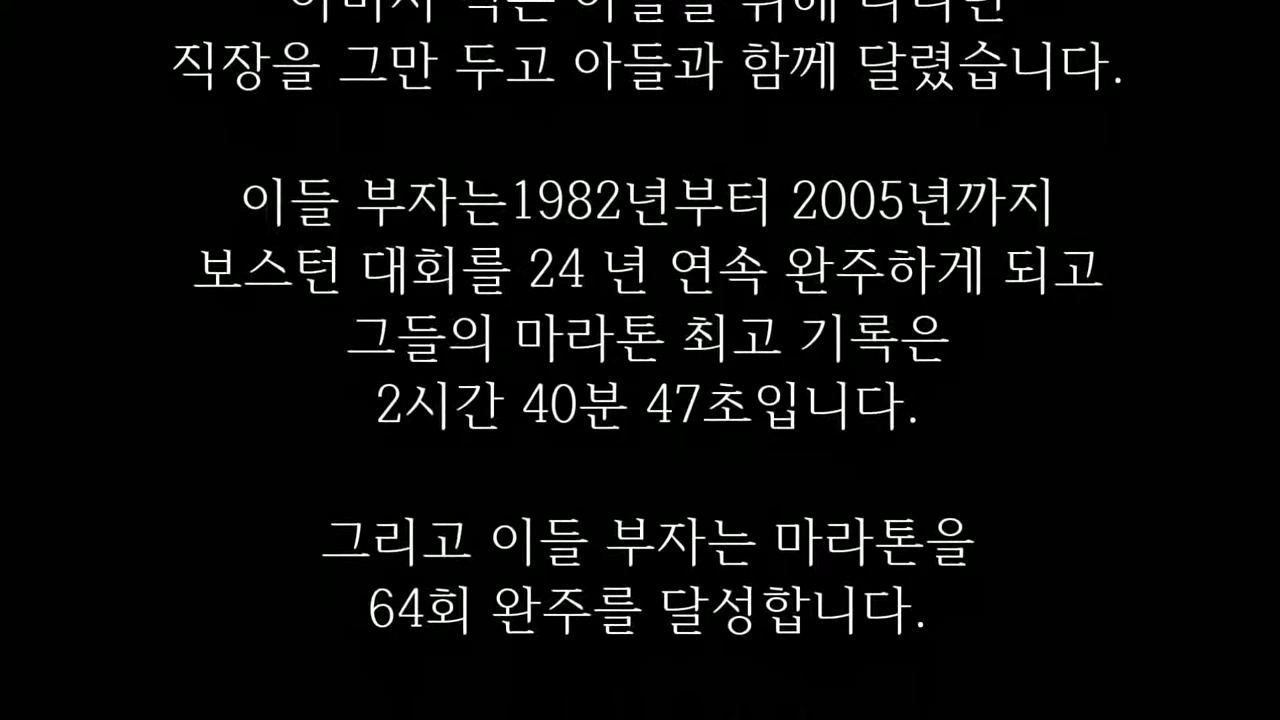 직장을 그만 두고 아들과 함께 달렸습니다.
이들 부자는1982년부터 2005년까지
보스턴 대회를 24 년 연속 완주하게 되고
그들의 마라톤 최고 기록은
2시간 40분 47초입니다.
그리고 이들 부자는 마라톤을
64회 완주를 달성합니다.